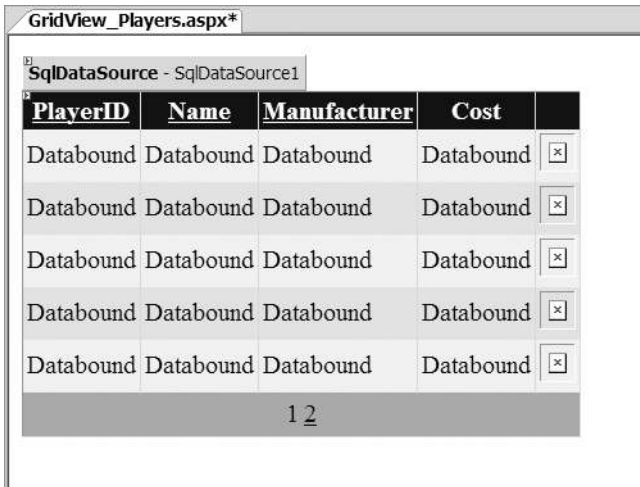 GridView_Players.aspx*
SqlDataSource - SqlDataSource1
PlayerID Name Manufacturer Cost
Databound Databound Databound Databound
Databound Databound Databound Databound
Databound Databound Databound Databound
Databound Databound Databound Databound
Databound Databound Databound Databound
1 2